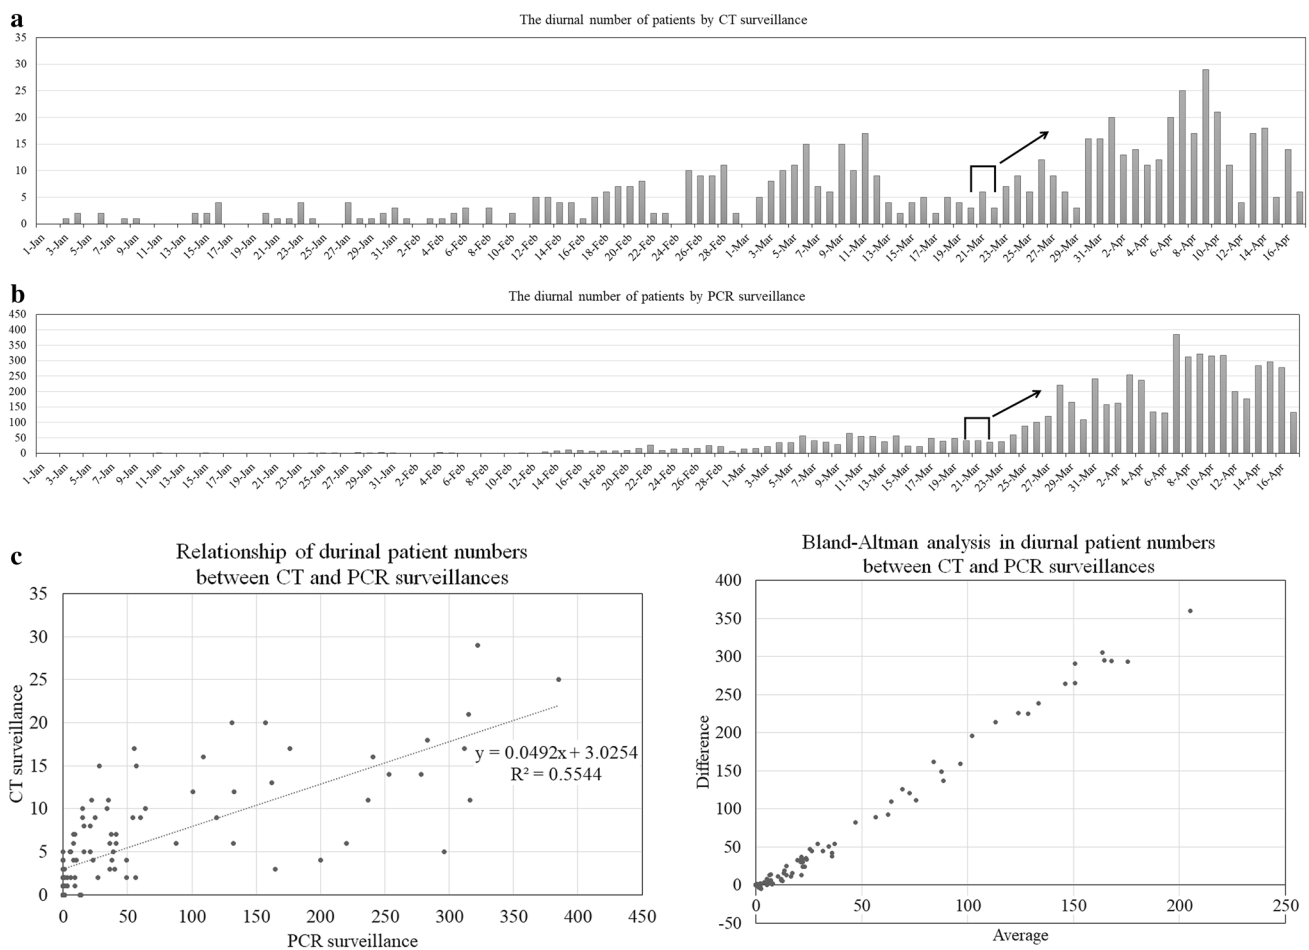 a
The diurnal number of patients by CT surveillance
35
30
25
20
15
10
5
0
1-Jan 3-Jan 5-Jan 7-Jan 9-Jan 11-Jan 13-Jan 15-Jan 17-Jan 19-Jan 21-Jan 23-Jan 25-Jan 27-Jan 29-Jan 31-Jan 2-Feb 4-Feb 6-Feb 8-Feb 10-Feb 12-Feb 14-Feb 16-Feb 18-Feb 20-Feb 22-Feb 24-Feb 26-Feb 28-Feb 1-Mar 3-Mar 5-Mar 7-Mar 9-Mar 11-Mar 13-Mar 15-Mar 17-Mar 19-Mar 21-Mar 23-Mar 25-Mar 27-Mar 29-Mar 31-Mar 2-Apr 4-Apr 6-Apr 8-Apr 10-Apr 12-Apr 14-Apr 16-Apr
b
The diurnal number of patients by PCR surveillance
450
400
350
300
250
200
150
100
50
0
1-Jan 3-Jan 5-Jan 7-Jan 9-Jan 11-Jan 13-Jan 15-Jan 17-Jan 19-Jan 21-Jan 23-Jan 25-Jan 27-Jan 29-Jan 31-Jan 2-Feb 4-Feb 6-Feb 8-Feb 10-Feb 12-Feb 14-Feb 16-Feb 18-Feb 20-Feb 22-Feb 24-Feb 26-Feb 28-Feb 1-Mar 3-Mar 5-Mar 7-Mar 9-Mar 11-Mar 13-Mar 15-Mar 17-Mar 19-Mar 21-Mar 23-Mar 25-Mar 27-Mar 29-Mar 31-Mar 2-Apr 4-Apr 6-Apr 8-Apr 10-Apr 12-Apr 14-Apr 16-Apr
c
Relationship of durinal patient numbers
between CT and PCR surveillances
35
30
25
20
15
10
5
0
CT surveillance
y = 0.0492x + 3.0254
R² = 0.5544
0 50 100 150 200 250 300 350 400 450
PCR surveillance
Bland-Altman analysis in diurnal patient numbers
between CT and PCR surveillances
400
350
300
250
200
150
100
50
0
-50
Difference
0 50 100 150 200 250
Average